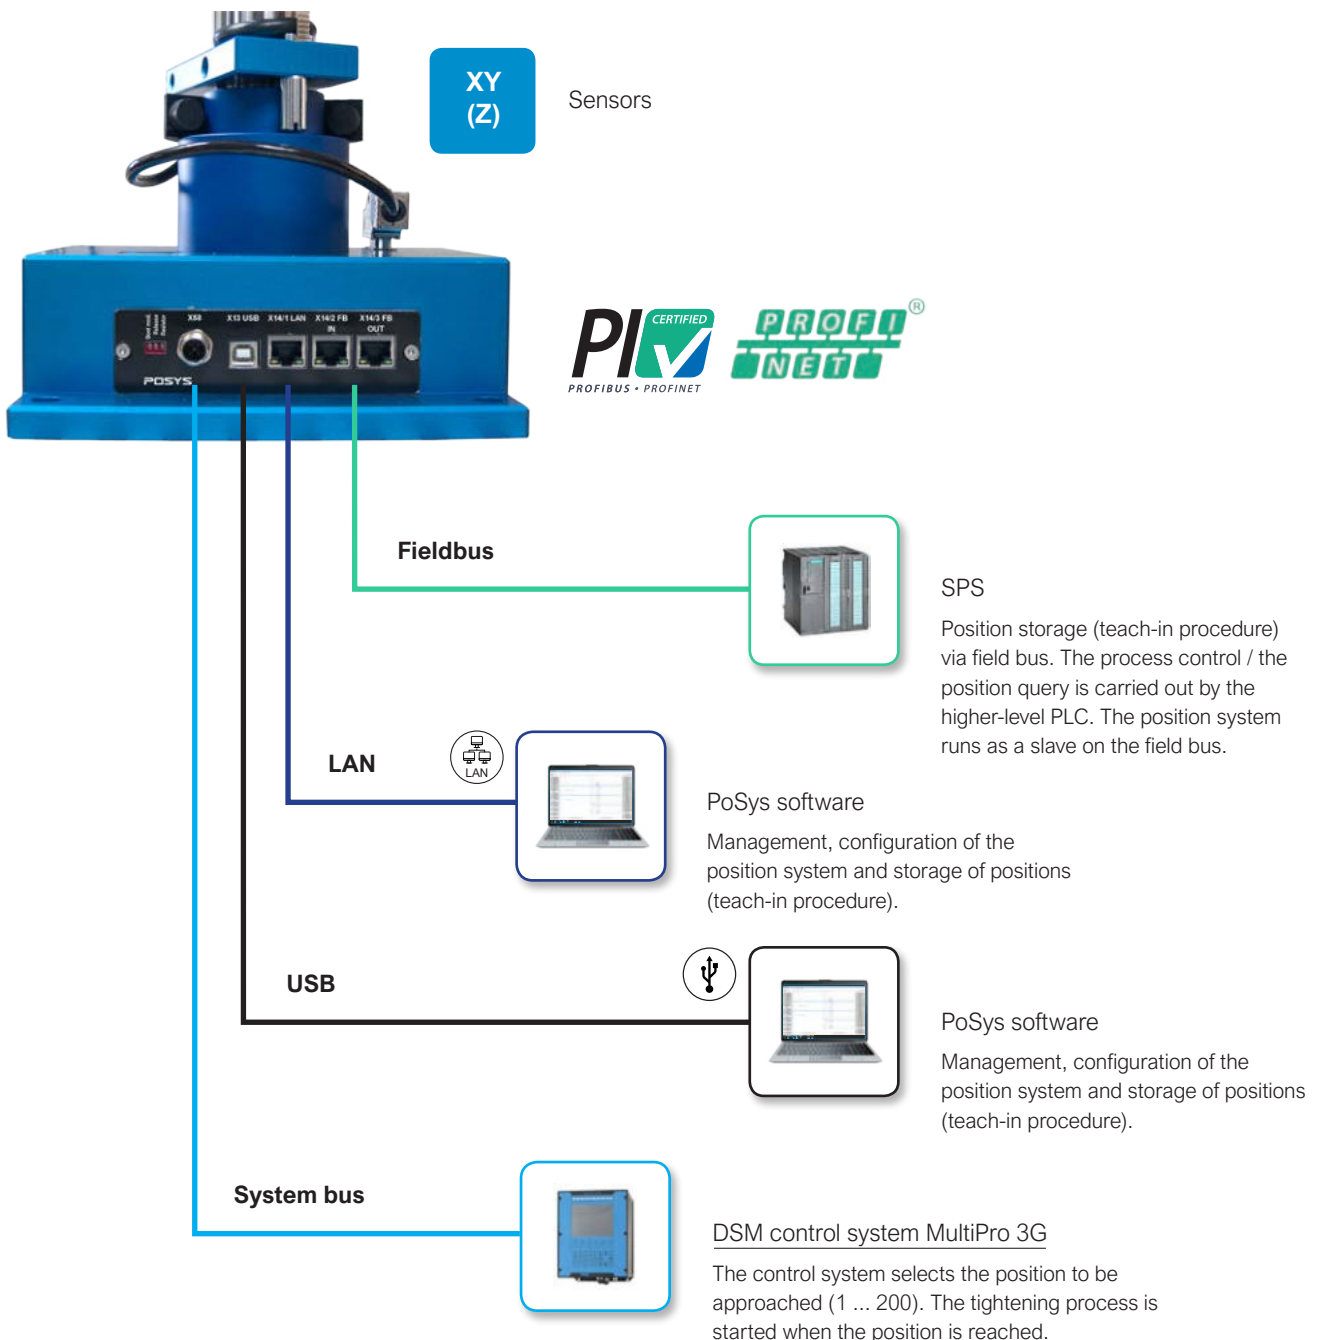 XY
(Z)
Sensors
Boot mod.
Release
Resistor
X58
X13 USB
X14/1 LAN
X14/2 FB
IN
X14/3 FB
OUT
POSYS
PI
CERTIFIED
PROFIBUS • PROFINET
PROFI
NET
®
Fieldbus
SPS
Position storage (teach-in procedure)
via field bus. The process control / the
position query is carried out by the
higher-level PLC. The position system
runs as a slave on the field bus.
LAN
LAN
PoSys software
Management, configuration of the
position system and storage of positions
(teach-in procedure).
USB
PoSys software
Management, configuration of the
position system and storage of positions
(teach-in procedure).
System bus
DSM control system MultiPro 3G
The control system selects the position to be
approached (1 ... 200). The tightening process is
started when the position is reached.